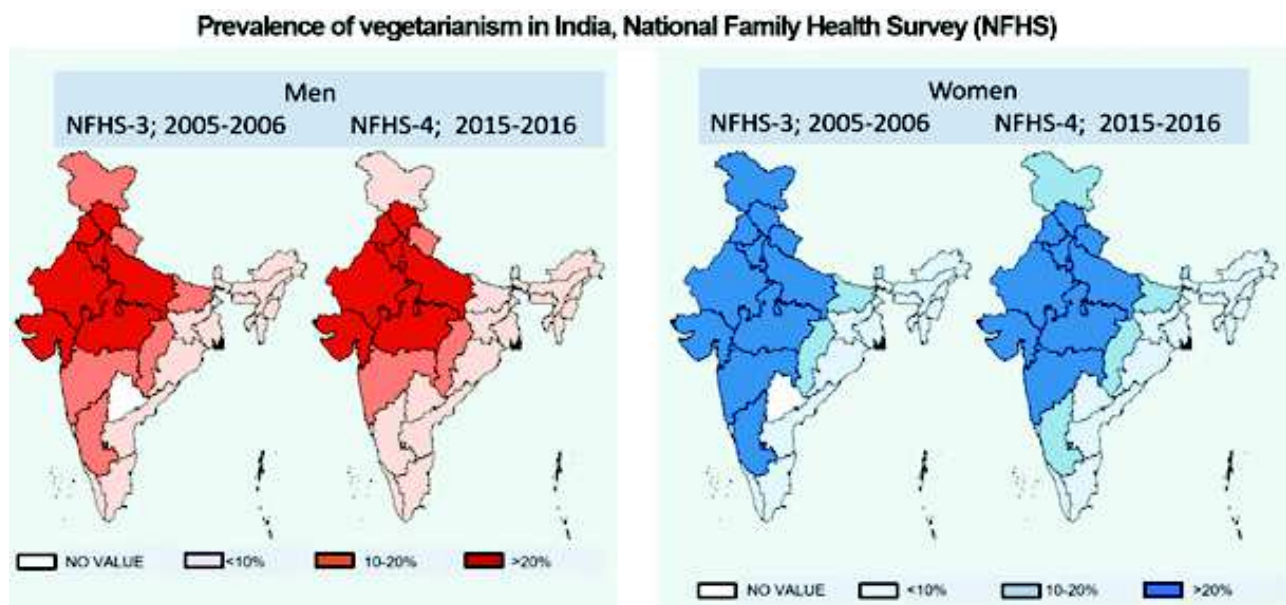 Prevalence of vegetarianism in India, National Family Health Survey (NFHS)
Men
NFHS-3; 2005-2006 NFHS-4; 2015-2016
NO VALUE <10% 10-20% >20%
Women
NFHS-3; 2005-2006 NFHS-4; 2015-2016
NO VALUE <10% 10-20% >20%